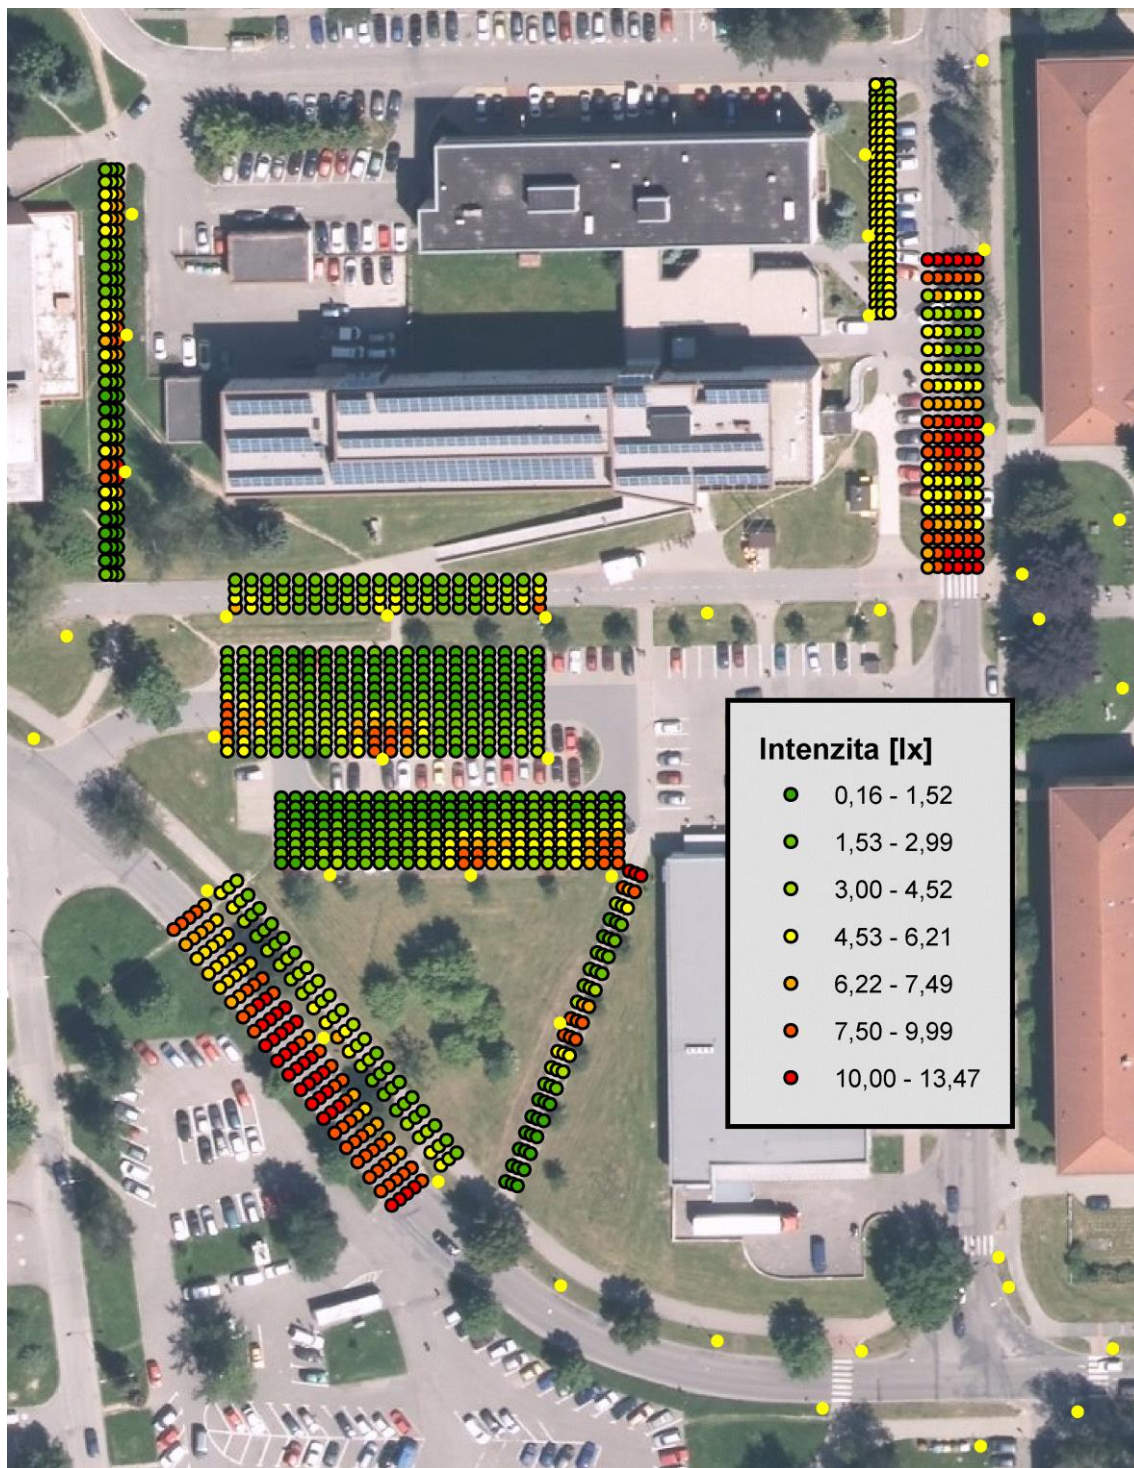 Intenzita [lx]
0,16 - 1,52
1,53 - 2,99
3,00 - 4,52
4,53 - 6,21
6,22 - 7,49
7,50 - 9,99
10,00 - 13,47